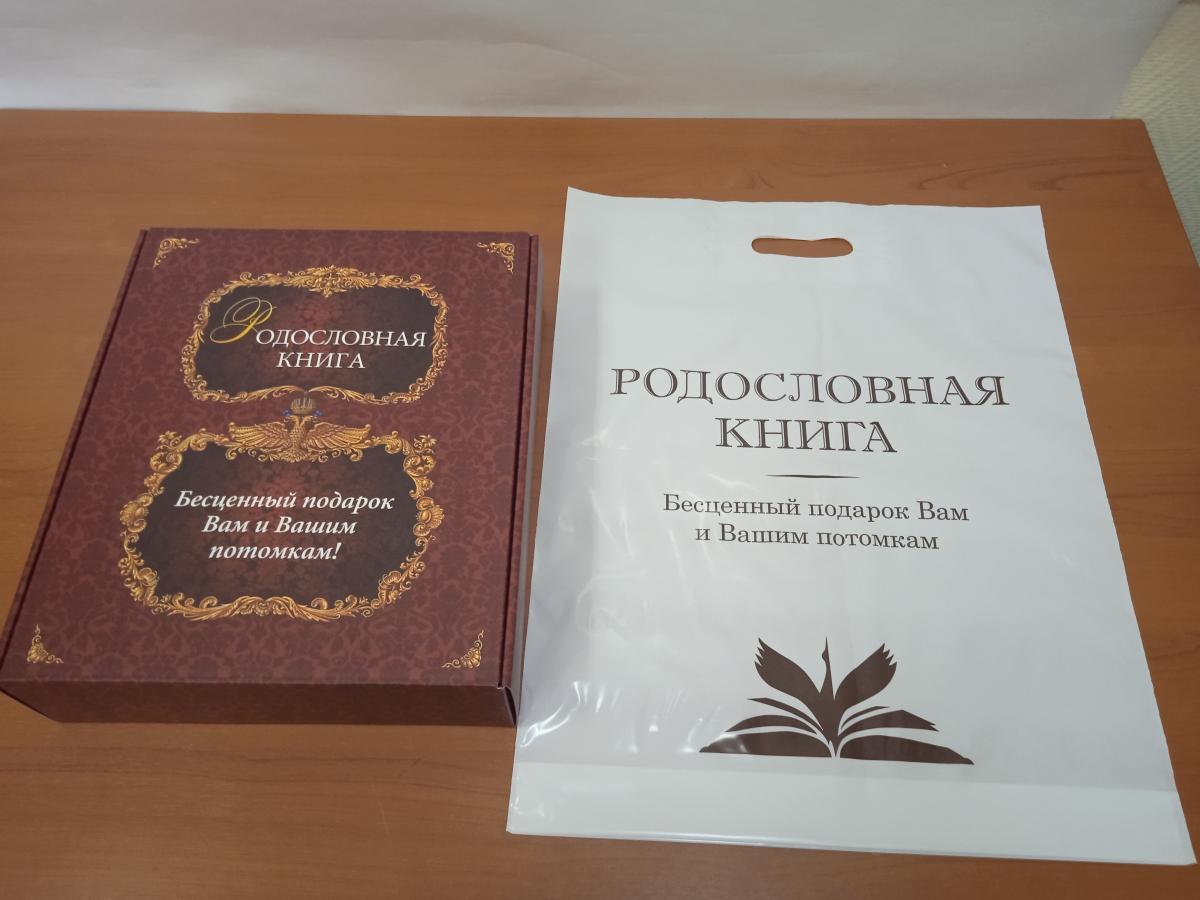 Родословная
книга
Бесценный подарок
Вам и Вашим
потомкам!
РОДОСЛОВНАЯ
КНИГА
Бесценный подарок Вам
и Вашим потомкам